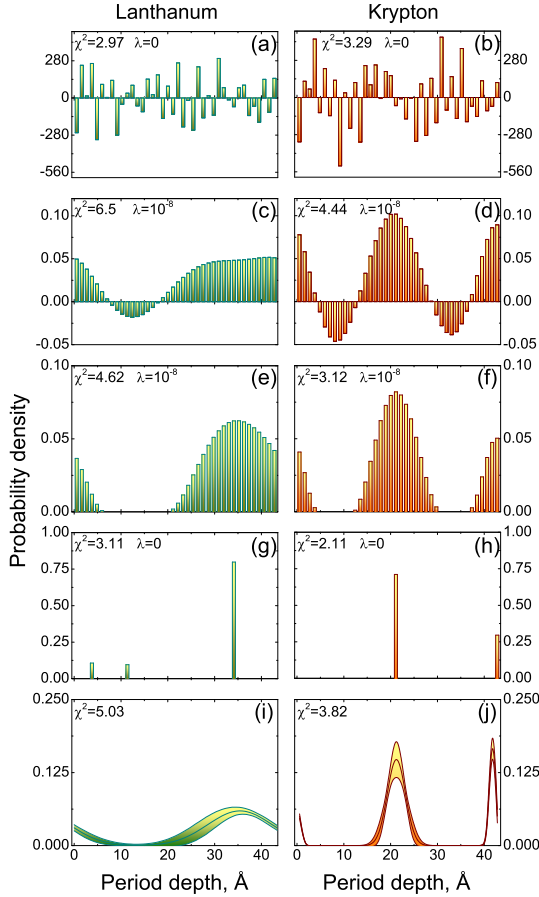 Lanthanum Krypton
χ²=2.97 λ=0 (a) χ²=3.29 λ=0 (b)
280 280
0 0
-280 -280
-560 -560
χ²=6.5 λ=10⁻⁸ (c) χ²=4.44 λ=10⁻⁸ (d)
0.10 0.10
0.05 0.05
0.00 0.00
-0.05 -0.05
χ²=4.62 λ=10⁻⁸ (e) χ²=3.12 λ=10⁻⁸ (f)
0.10 0.10
0.05 0.05
0.00 0.00
Probability density
χ²=3.11 λ=0 (g) χ²=2.11 λ=0 (h)
1.00 1.00
0.75 0.75
0.50 0.50
0.25 0.25
0.00 0.00
χ²=5.03 (i) χ²=3.82 (j)
0.250 0.250
0.125 0.125
0.000 0.000
0 10 20 30 40 0 10 20 30 40
Period depth, Å Period depth, Å